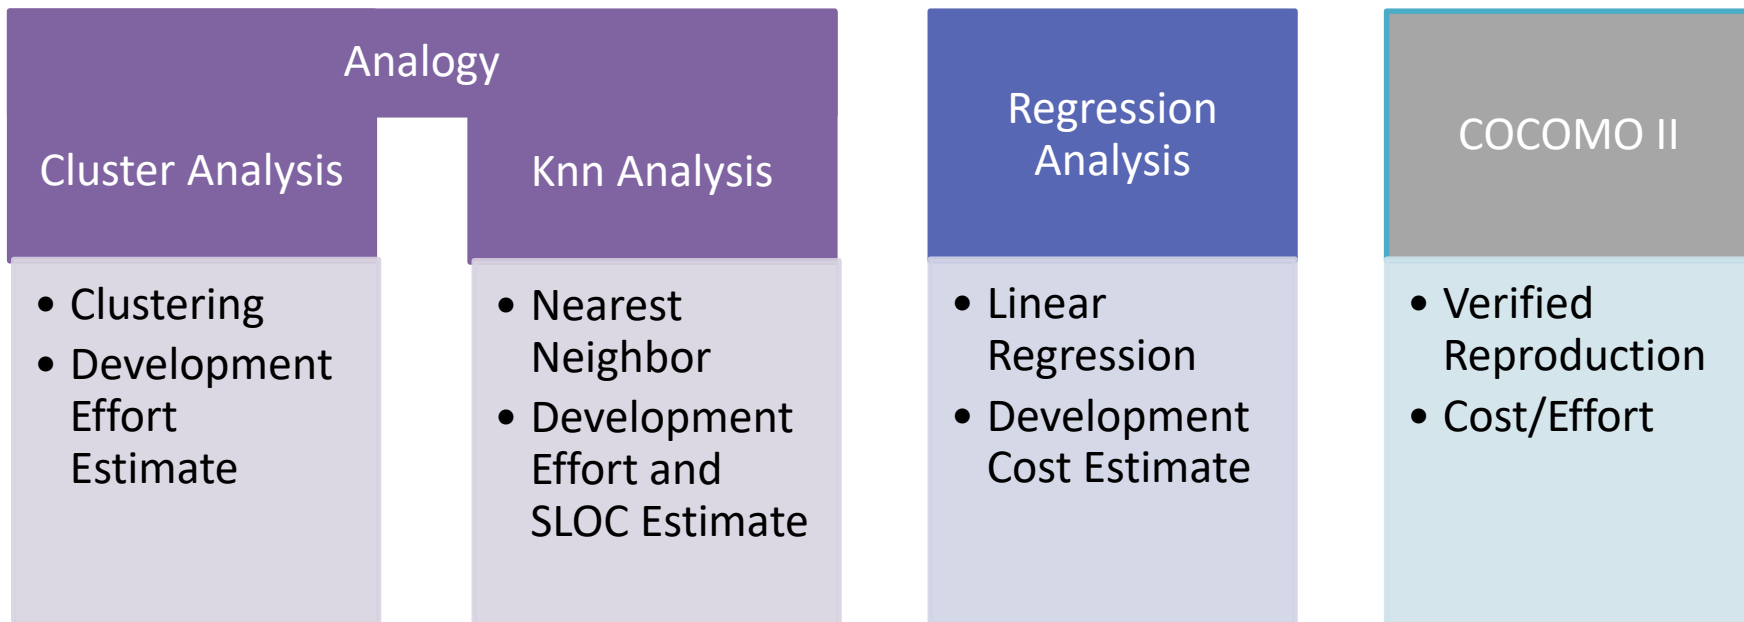 Analogy
Cluster Analysis
• Clustering
• Development
Effort
Estimate
Knn Analysis
• Nearest
Neighbor
• Development
Effort and
SLOC Estimate
Regression
Analysis
• Linear
Regression
• Development
Cost Estimate
COCOMO II
• Verified
Reproduction
• Cost/Effort